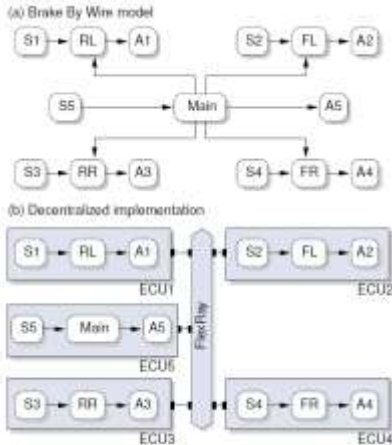 (a) Brake By Wire model
S1 RL A1 S2 FL A2
S5 Main A5
S3 RR A3 S4 FR A4
(b) Decentralized implementation
S1 RL A1 S2 FL A2
ECU1 ECU2
FlexRay
S5 Main A5
ECU5
S3 RR A3 S4 FR A4
ECU3 ECU4